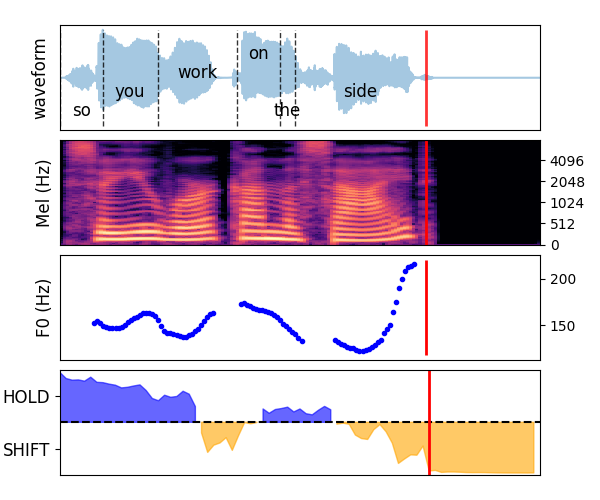 waveform
so
you
work
on
the
side
Mel (Hz)
4096
2048
1024
512
0
F0 (Hz)
200
150
HOLD
SHIFT